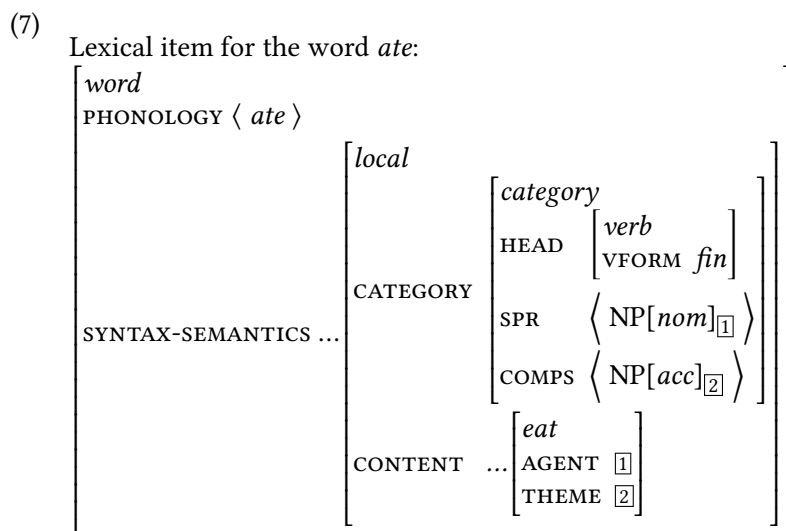 (7)
Lexical item for the word ate:
word
PHONOLOGY ⟨ ate ⟩
local
category
HEAD verb
VFORM fin
CATEGORY
SPR ⟨ NP[nom]1 ⟩
SYNTAX-SEMANTICS ...
COMPS ⟨ NP[acc]2 ⟩
eat
CONTENT ... AGENT 1
THEME 2